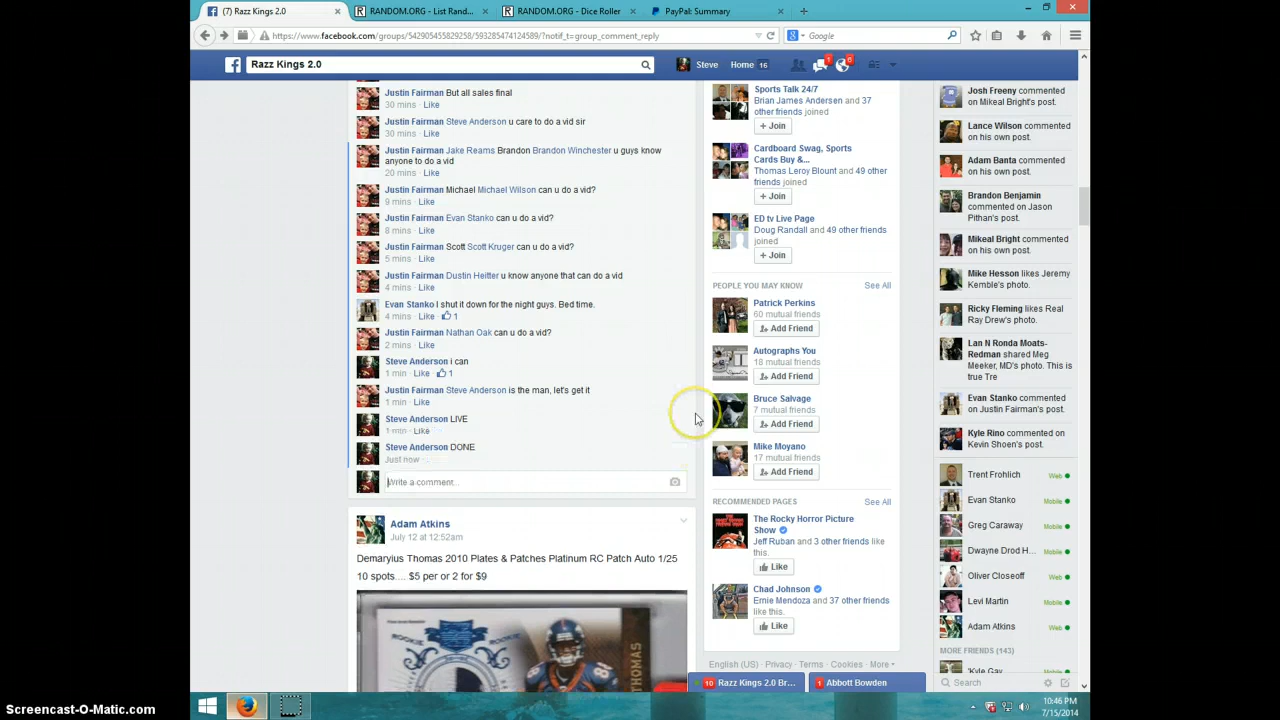 (7) Razz Kings 2.0
RANDOM.ORG - List Rand...
RANDOM.ORG - Dice Roller
PayPal: Summary
https://www.facebook.com/groups/542905455829258/593285474124589/?notif_t=group_comment_reply
Google
Razz Kings 2.0
Steve
Home 16
1
6
Justin Fairman But all sales final
30 mins · Like
Justin Fairman Steve Anderson u care to do a vid sir
30 mins · Like
Justin Fairman Jake Reams Brandon Brandon Winchester u guys know
anyone to do a vid
20 mins · Like
Justin Fairman Michael Michael Wilson can u do a vid?
9 mins · Like
Justin Fairman Evan Stanko can u do a vid?
8 mins · Like
Justin Fairman Scott Scott Kruger can u do a vid?
5 mins · Like
Justin Fairman Dustin Heitter u know anyone that can do a vid
4 mins · Like
Evan Stanko I shut it down for the night guys. Bed time.
4 mins · Like · 1
Justin Fairman Nathan Oak can u do a vid?
2 mins · Like
Steve Anderson i can
1 min · Like · 1
Justin Fairman Steve Anderson is the man, let's get it
1 min · Like
Steve Anderson LIVE
1 min · Like
Steve Anderson DONE
Just now
Write a comment...
Adam Atkins
July 12 at 12:52am
Demaryius Thomas 2010 Plates & Patches Platinum RC Patch Auto 1/25
10 spots.... $5 per or 2 for $9
THOMAS
Sports Talk 24/7
Brian James Andersen and 37
other friends joined
+ Join
Cardboard Swag, Sports
Cards Buy &...
Thomas Leroy Blount and 49 other
friends joined
+ Join
ED tv Live Page
Doug Randall and 49 other friends
joined
+ Join
PEOPLE YOU MAY KNOW
See All
Patrick Perkins
60 mutual friends
Add Friend
Autographs You
18 mutual friends
Add Friend
Bruce Salvage
7 mutual friends
Add Friend
Mike Moyano
17 mutual friends
Add Friend
RECOMMENDED PAGES
See All
The Rocky Horror Picture
Show
Jeff Ruban and 3 other friends like
this.
Like
Chad Johnson
Ernie Mendoza and 37 other friends
like this.
Like
English (US) · Privacy · Terms · Cookies · More
10 Razz Kings 2.0 Br...
1 Abbott Bowden
Josh Freeny commented
on Mikeal Bright's post.
Lance Wilson commented
on his own post.
Adam Banta commented
on his own post.
Brandon Benjamin
commented on Jason
Pithan's post.
Mikeal Bright commented
on his own post.
Mike Hesson likes Jeremy
Kemble's photo.
Ricky Fleming likes Real
Ray Drew's photo.
Lan N Ronda Moats-
Redman shared Meg
Meeker, MD's photo: This is
true Tre
Evan Stanko commented
on Justin Fairman's post.
Kyle Rino commented on
Kevin Shoen's post.
Trent Frohlich Web
Evan Stanko Mobile
Greg Caraway Mobile
Dwayne Drod H... Mobile
Oliver Closeoff Web
Levi Martin Mobile
Adam Atkins Web
MORE FRIENDS (143)
Kyle Gay
Search
10:46 PM
7/15/2014
Screencast-O-Matic.com